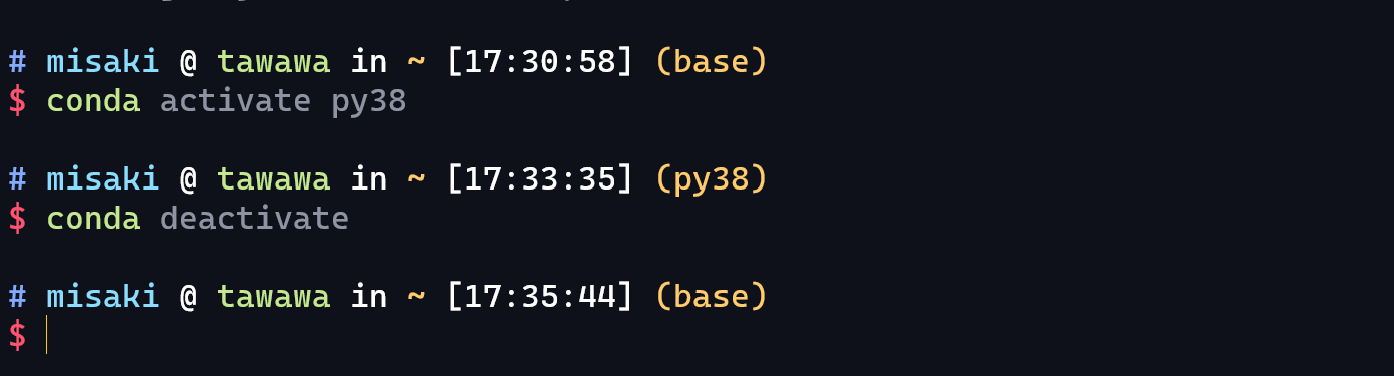 # misaki @ tawawa in ~ [17:30:58] (base)
$ conda activate py38
# misaki @ tawawa in ~ [17:33:35] (py38)
$ conda deactivate
# misaki @ tawawa in ~ [17:35:44] (base)
$